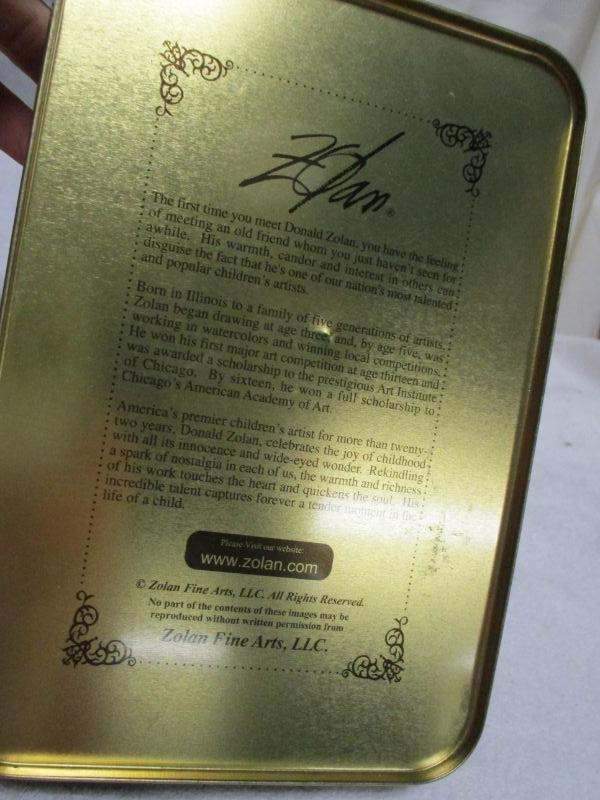 Zolan®
The first time you meet Donald Zolan, you have the feeling
of meeting an old friend whom you just haven't seen for
awhile. His warmth, candor and interest in others can
disguise the fact that he's one of our nation's most talented
and popular children's artists.
Born in Illinois to a family of five generations of artists,
Zolan began drawing at age three and, by age five, was
working in watercolors and winning local competitions.
He won his first major art competition at age thirteen and
was awarded a scholarship to the prestigious Art Institute
of Chicago. By sixteen, he won a full scholarship to
Chicago's American Academy of Art.
America's premier children's artist for more than twenty-
two years, Donald Zolan, celebrates the joy of childhood
with all its innocence and wide-eyed wonder. Rekindling
a spark of nostalgia in each of us, the warmth and richness
of his work touches the heart and quickens the soul. His
incredible talent captures forever a tender moment in the
life of a child.
Please Visit our website:
www.zolan.com
© Zolan Fine Arts, LLC. All Rights Reserved.
No part of the contents of these images may be
reproduced without written permission from
Zolan Fine Arts, LLC.